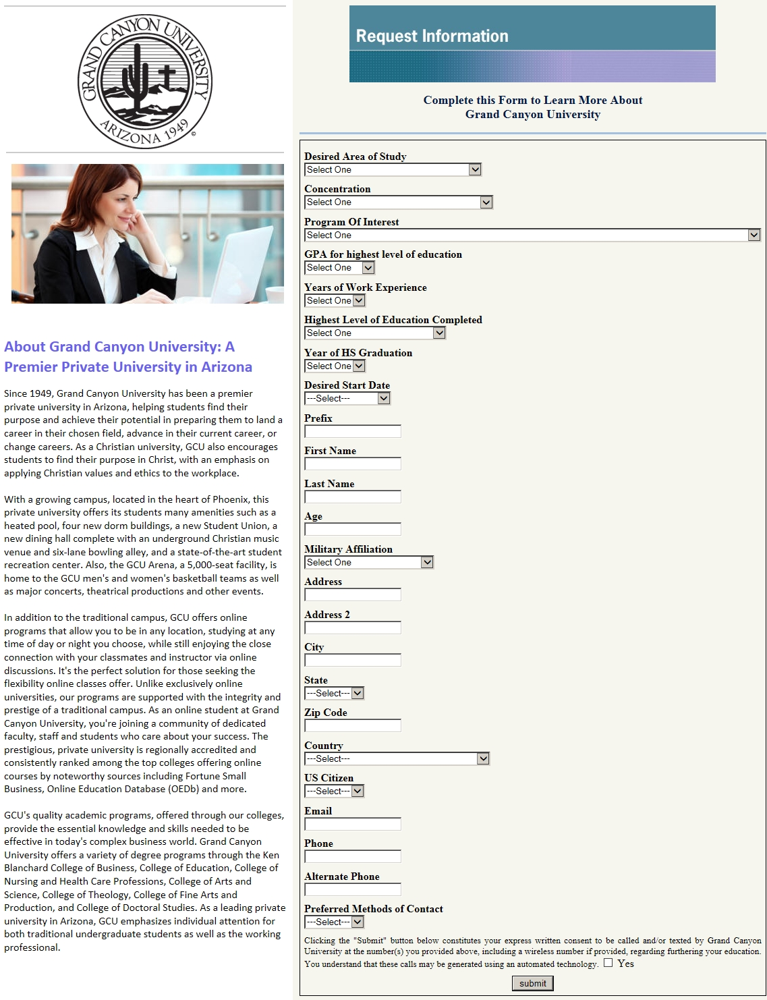 GRAND CANYON UNIVERSITY
ARIZONA 1949
©
About Grand Canyon University: A
Premier Private University in Arizona
Since 1949, Grand Canyon University has been a premier
private university in Arizona, helping students find their
purpose and achieve their potential in preparing them to land a
career in their chosen field, advance in their current career, or
change careers. As a Christian university, GCU also encourages
students to find their purpose in Christ, with an emphasis on
applying Christian values and ethics to the workplace.
With a growing campus, located in the heart of Phoenix, this
private university offers its students many amenities such as a
heated pool, four new dorm buildings, a new Student Union, a
new dining hall complete with an underground Christian music
venue and six-lane bowling alley, and a state-of-the-art student
recreation center. Also, the GCU Arena, a 5,000-seat facility, is
home to the GCU men's and women's basketball teams as well
as major concerts, theatrical productions and other events.
In addition to the traditional campus, GCU offers online
programs that allow you to be in any location, studying at any
time of day or night you choose, while still enjoying the close
connection with your classmates and instructor via online
discussions. It's the perfect solution for those seeking the
flexibility online classes offer. Unlike exclusively online
universities, our programs are supported with the integrity and
prestige of a traditional campus. As an online student at Grand
Canyon University, you're joining a community of dedicated
faculty, staff and students who care about your success. The
prestigious, private university is regionally accredited and
consistently ranked among the top colleges offering online
courses by noteworthy sources including Fortune Small
Business, Online Education Database (OEDb) and more.
GCU's quality academic programs, offered through our colleges,
provide the essential knowledge and skills needed to be
effective in today's complex business world. Grand Canyon
University offers a variety of degree programs through the Ken
Blanchard College of Business, College of Education, College of
Nursing and Health Care Professions, College of Arts and
Science, College of Theology, College of Fine Arts and
Production, and College of Doctoral Studies. As a leading private
university in Arizona, GCU emphasizes individual attention for
both traditional undergraduate students as well as the working
professional.
Request Information
Complete this Form to Learn More About
Grand Canyon University
Desired Area of Study
Select One
Concentration
Select One
Program Of Interest
Select One
GPA for highest level of education
Select One
Years of Work Experience
Select One
Highest Level of Education Completed
Select One
Year of HS Graduation
Select One
Desired Start Date
---Select---
Prefix
First Name
Last Name
Age
Military Affiliation
Select One
Address
Address 2
City
State
---Select---
Zip Code
Country
---Select---
US Citizen
---Select---
Email
Phone
Alternate Phone
Preferred Methods of Contact
---Select---
Clicking the "Submit" button below constitutes your express written consent to be called and/or texted by Grand Canyon
University at the number(s) you provided above, including a wireless number if provided, regarding furthering your education.
You understand that these calls may be generated using an automated technology. Yes
submit